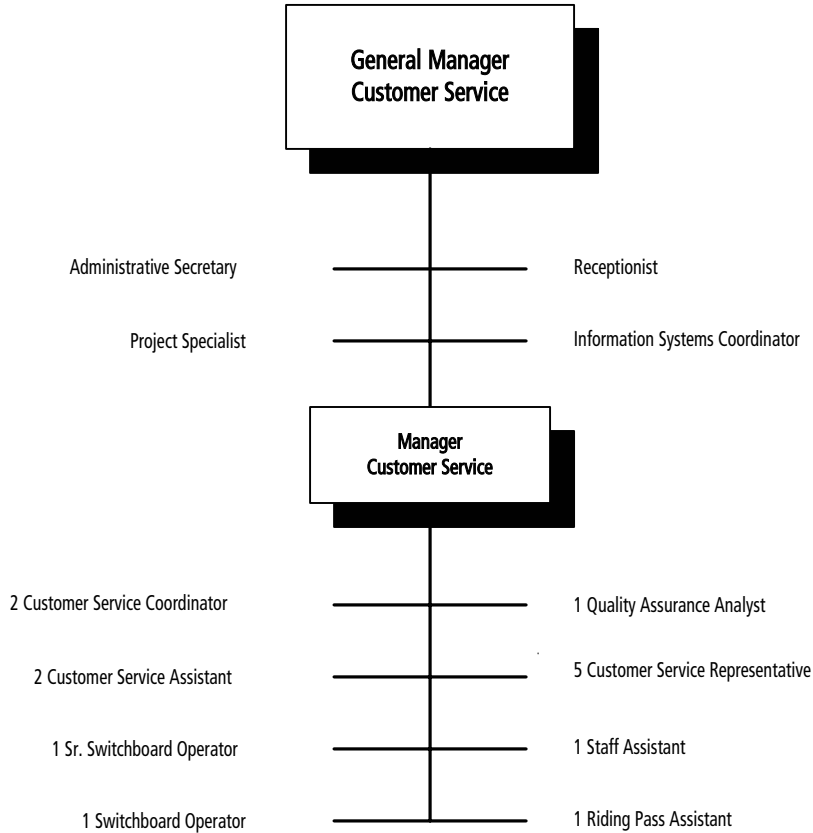 General Manager
Customer Service
Administrative Secretary
Receptionist
Project Specialist
Information Systems Coordinator
Manager
Customer Service
2 Customer Service Coordinator
1 Quality Assurance Analyst
2 Customer Service Assistant
5 Customer Service Representative
1 Sr. Switchboard Operator
1 Staff Assistant
1 Switchboard Operator
1 Riding Pass Assistant